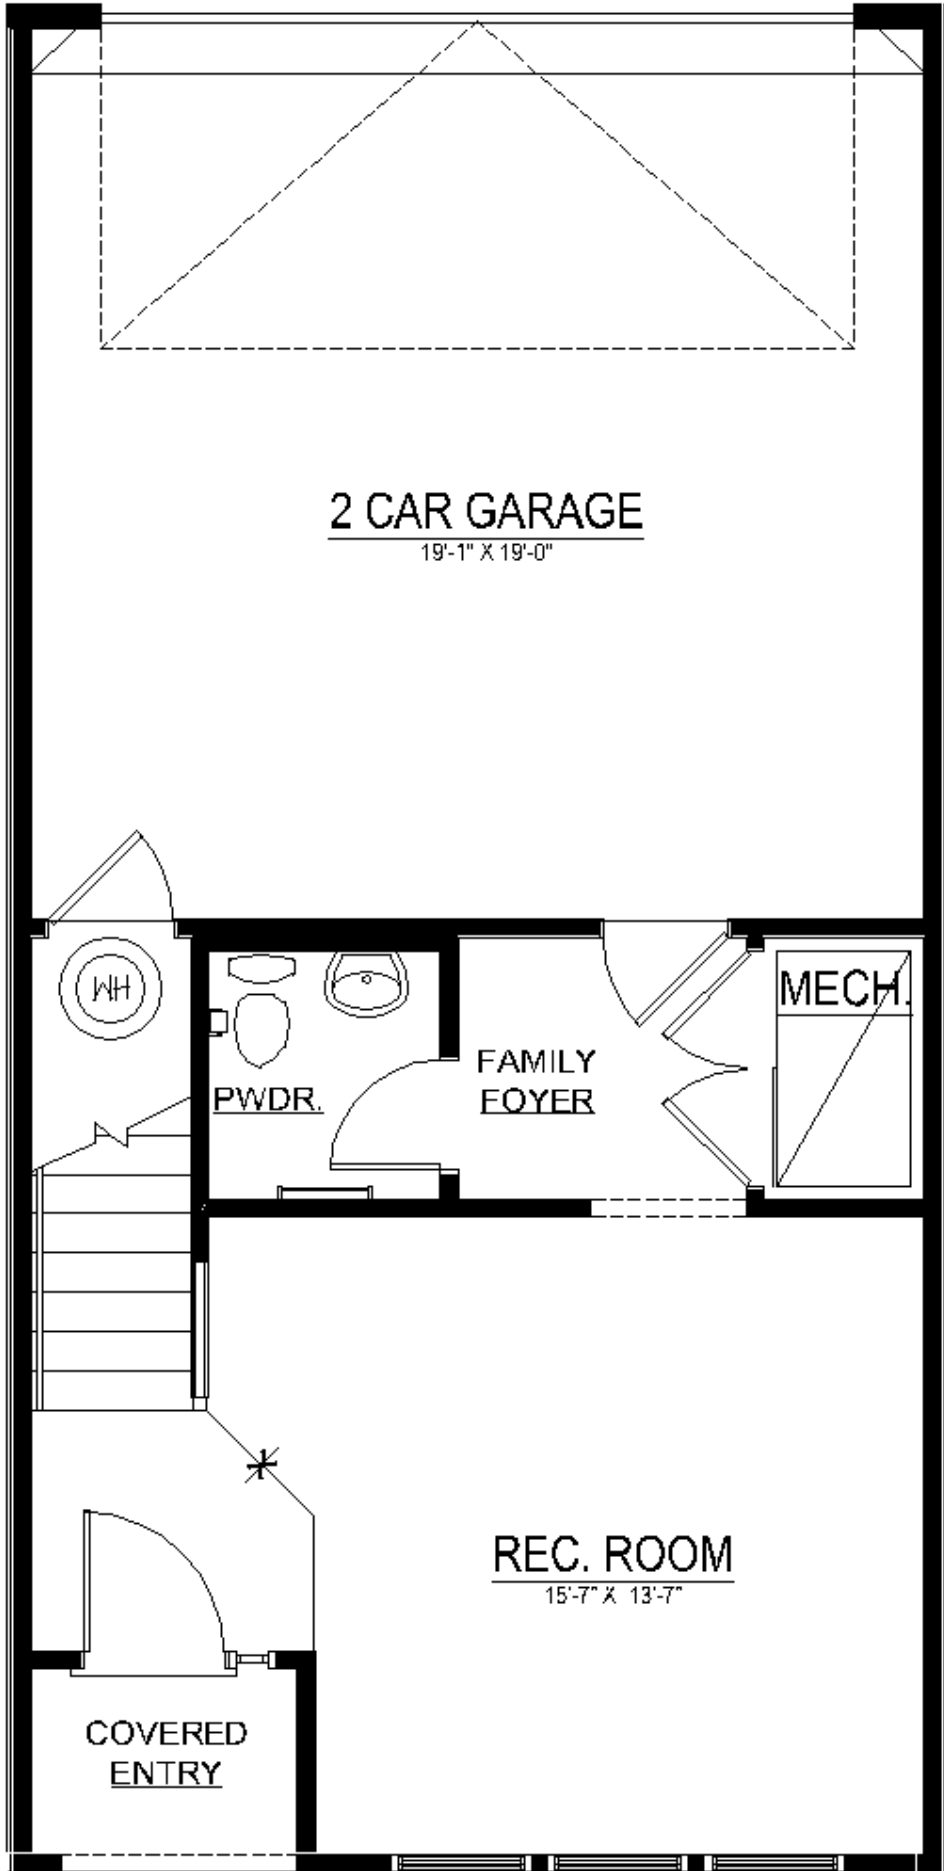 2 CAR GARAGE
19'-1" X 19'-0"
WH
MECH.
FAMILY
FOYER
PWDR.
REC. ROOM
15'-7" X 13'-7"
COVERED
ENTRY